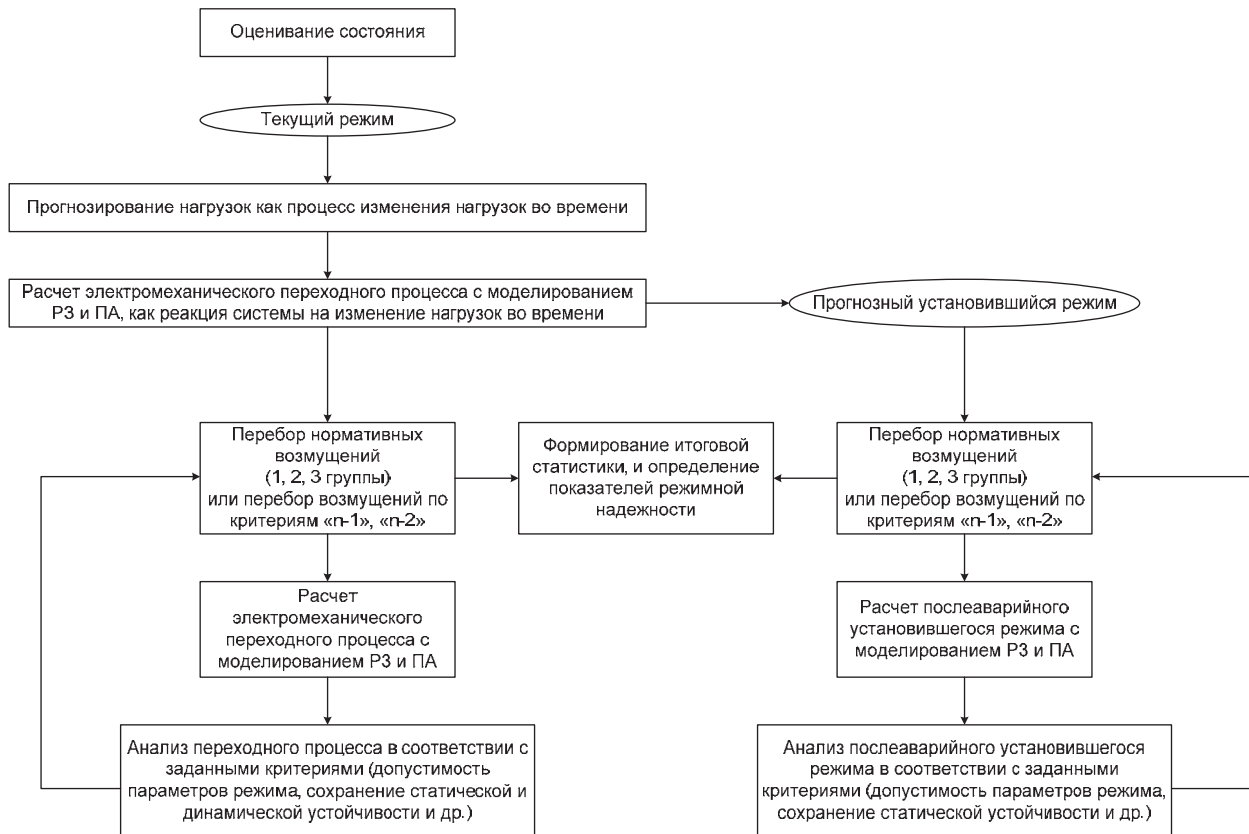 Оценивание состояния
Текущий режим
Прогнозирование нагрузок как процесс изменения нагрузок во времени
Расчет электромеханического переходного процесса с моделированием
РЗ и ПА, как реакция системы на изменение нагрузок во времени
Прогнозный установившийся режим
Перебор нормативных
возмущений
(1, 2, 3 группы)
или перебор возмущений по
критериям «n-1», «n-2»
Формирование итоговой
статистики, и определение
показателей режимной
надежности
Перебор нормативных
возмущений
(1, 2, 3 группы)
или перебор возмущений по
критериям «n-1», «n-2»
Расчет
электромеханического
переходного процесса с
моделированием РЗ и ПА
Расчет послеаварийного
установившегося режима с
моделированием РЗ и ПА
Анализ переходного процесса в соответствии с
заданными критериями (допустимость
параметров режима, сохранение статической и
динамической устойчивости и др.)
Анализ послеаварийного установившегося
режима в соответствии с заданными
критериями (допустимость параметров режима,
сохранение статической устойчивости и др.)